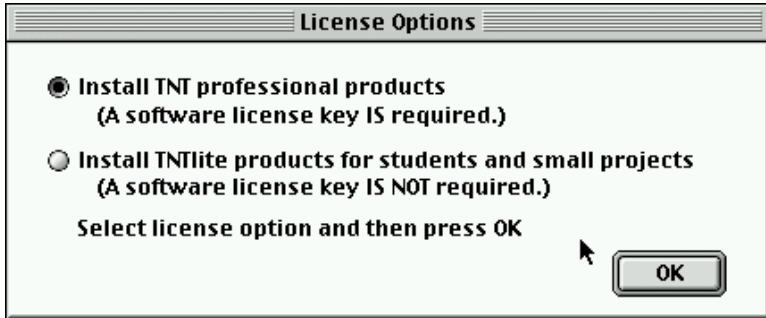 License Options
Install TNT professional products
(A software license key IS required.)
Install TNTlite products for students and small projects
(A software license key IS NOT required.)
Select license option and then press OK
OK